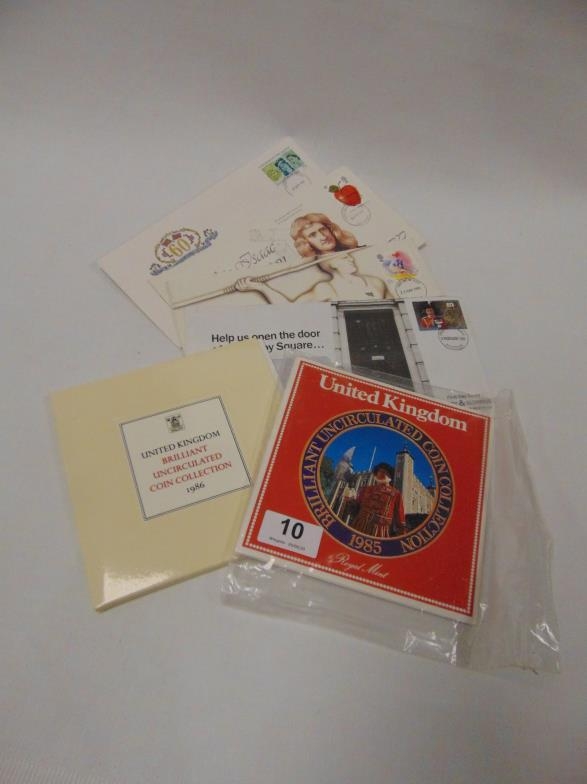 60
Isaac
Help us open the door
Square...
UNITED KINGDOM
BRILLIANT
UNCIRCULATED
COIN COLLECTION
1986
United Kingdom
BRILLIANT UNCIRCULATED COIN COLLECTION
1985
Royal Mint
10